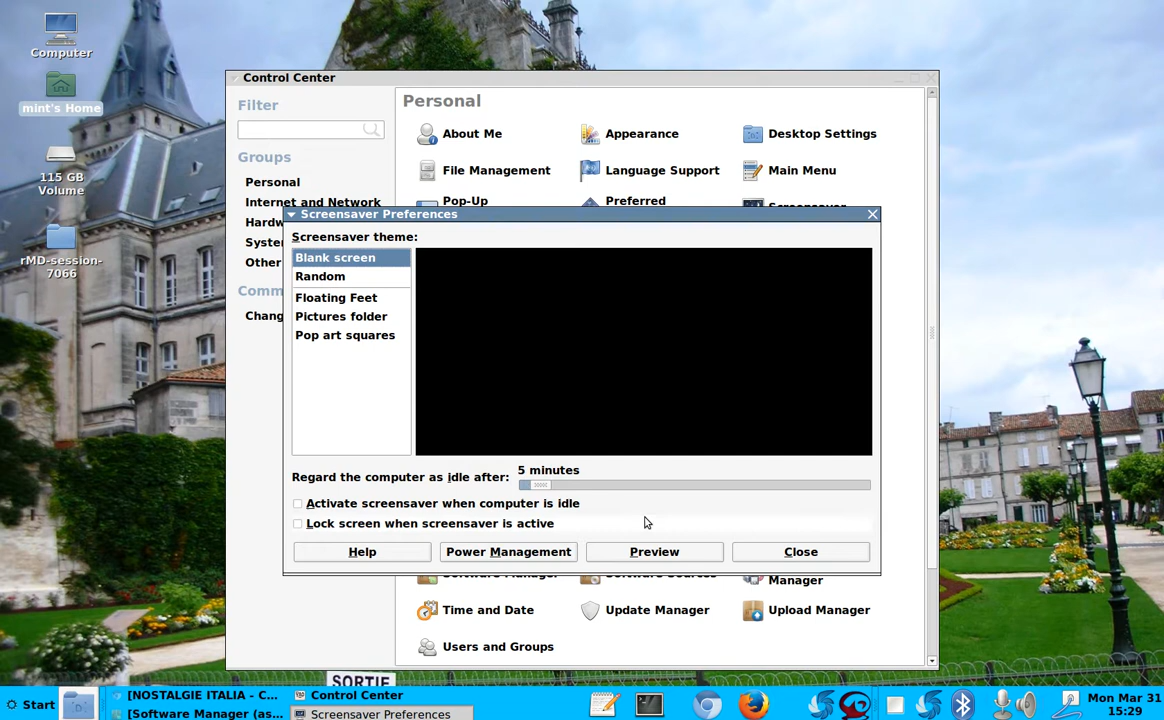 Computer
mint's Home
115 GB
Volume
rMD-session-
7066
Control Center
Filter
Groups
Personal
Internet and Network
Hardw
Syste
Other
Comm
Chang
Personal
About Me
Appearance
Desktop Settings
File Management
Language Support
Main Menu
Pop-Up
Preferred
Screensaver
Screensaver Preferences
Screensaver theme:
Blank screen
Random
Floating Feet
Pictures folder
Pop art squares
Regard the computer as idle after:
5 minutes
Activate screensaver when computer is idle
Lock screen when screensaver is active
Help
Power Management
Preview
Close
Software Manager
Software Sources
Manager
Time and Date
Update Manager
Upload Manager
Users and Groups
SORTIE
Start
[NOSTALGIE ITALIA - C...
[Software Manager (as...
Control Center
Screensaver Preferences
Mon Mar 31
15:29